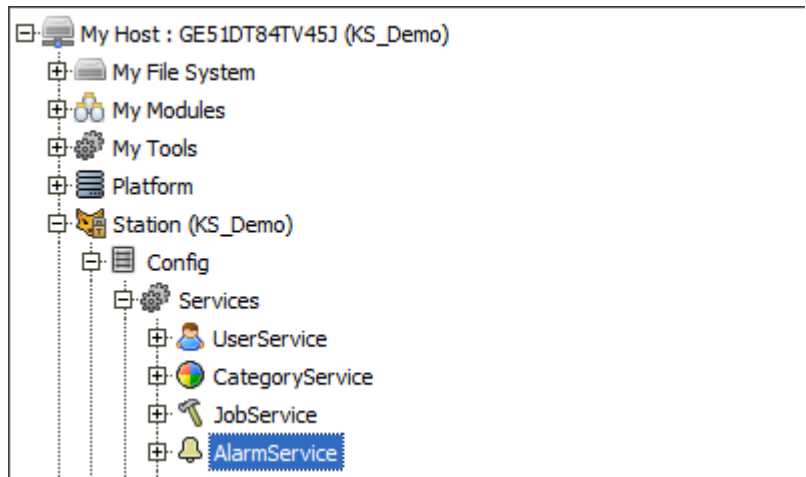 My Host : GE51DT84TV45J (KS_Demo)
My File System
My Modules
My Tools
Platform
Station (KS_Demo)
Config
Services
UserService
CategoryService
JobService
AlarmService